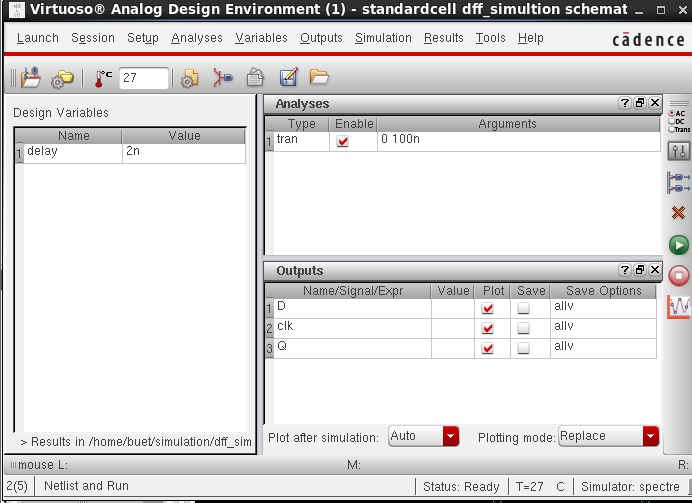 Virtuoso® Analog Design Environment (1) - standardcell dff_simultion schemat
Launch Session Setup Analyses Variables Outputs Simulation Results Tools Help cādence
°C 27
Design Variables
Name Value
1 delay 2n
> Results in /home/buet/simulation/dff_sim
Analyses
Type Enable Arguments
1 tran 0 100n
Outputs
Name/Signal/Expr Value Plot Save Save Options
1 D allv
2 clk allv
3 Q allv
Plot after simulation: Auto Plotting mode: Replace
AC
DC
Trans
mouse L: M: R:
2(5) Netlist and Run Status: Ready T=27 C Simulator: spectre